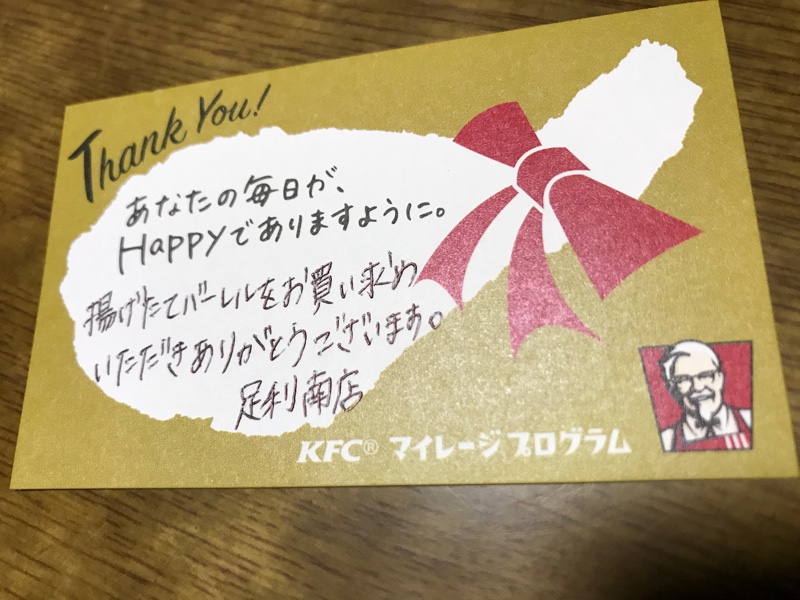 Thank You!
あなたの毎日が、
Happyでありますように。
揚げたてバーレルをお買い求め
いただきありがとうございます。
足利南店
KFC® マイレージ プログラム